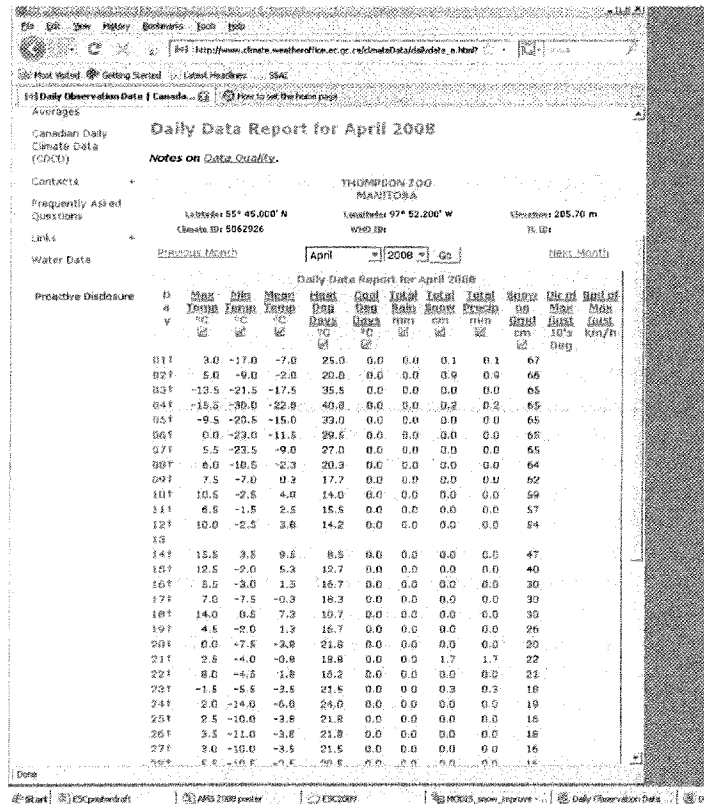 File Edit View History Bookmarks Tools Help
http://www.climate.weatheroffice.ec.gc.ca/climateData/dailydata_e.html?
Most Visited Getting Started Latest Headlines SSAI
Daily Observation Data | Canada... How to set the home page
Averages
Canadian Daily Climate Data (CDCD)
Contacts
Frequently Asked Questions
Links
Water Data
Proactive Disclosure
Daily Data Report for April 2008
Notes on Data Quality.
THOMPSON ZOO
MANITOBA
Latitude: 55° 45.000' N Longitude: 97° 52.200' W Elevation: 205.70 m
Climate ID: 5062926 WMO ID: TC ID:
Previous Month April 2008 Go Next Month
Daily Data Report for April 2008
Day Max Temp °C Min Temp °C Mean Temp °C Heat Deg Days °C Cool Deg Days °C Total Rain mm Total Snow cm Total Precip mm Snow on Grnd cm Dir of Max Gust 10's Deg Spd of Max Gust km/h
01† 3.0 -17.0 -7.0 25.0 0.0 0.0 0.1 0.1 67
02† 5.0 -9.0 -2.0 20.0 0.0 0.0 0.9 0.9 66
03† -13.5 -21.5 -17.5 35.5 0.0 0.0 0.0 0.0 65
04† -15.5 -30.0 -22.8 40.8 0.0 0.0 0.2 0.2 65
05† -9.5 -20.5 -15.0 33.0 0.0 0.0 0.0 0.0 65
06† 0.0 -23.0 -11.5 29.5 0.0 0.0 0.0 0.0 65
07† 5.5 -23.5 -9.0 27.0 0.0 0.0 0.0 0.0 65
08† 6.0 -10.5 -2.3 20.3 0.0 0.0 0.0 0.0 64
09† 7.5 -7.0 0.3 17.7 0.0 0.0 0.0 0.0 62
10† 10.5 -2.5 4.0 14.0 0.0 0.0 0.0 0.0 59
11† 6.5 -1.5 2.5 15.5 0.0 0.0 0.0 0.0 57
12† 10.0 -2.5 3.8 14.2 0.0 0.0 0.0 0.0 54
13
14† 15.5 3.5 9.5 8.5 0.0 0.0 0.0 0.0 47
15† 12.5 -2.0 5.3 12.7 0.0 0.0 0.0 0.0 40
16† 5.5 -3.0 1.3 16.7 0.0 0.0 0.0 0.0 30
17† 7.0 -7.5 -0.3 18.3 0.0 0.0 0.0 0.0 30
18† 14.0 0.5 7.3 10.7 0.0 0.0 0.0 0.0 30
19† 4.5 -2.0 1.3 16.7 0.0 0.0 0.0 0.0 26
20† 0.0 -7.5 -3.8 21.8 0.0 0.0 0.0 0.0 20
21† 2.5 -4.0 -0.8 18.8 0.0 0.0 1.7 1.7 22
22† 8.0 -4.5 1.8 16.2 0.0 0.0 0.0 0.0 21
23† -1.5 -5.5 -3.5 21.5 0.0 0.0 0.3 0.3 18
24† 2.0 -14.0 -6.0 24.0 0.0 0.0 0.0 0.0 19
25† 2.5 -10.0 -3.8 21.8 0.0 0.0 0.0 0.0 18
26† 3.5 -11.0 -3.8 21.8 0.0 0.0 0.0 0.0 18
27† 3.0 -10.0 -3.5 21.5 0.0 0.0 0.0 0.0 16
Done
Start ESCposterdraft AMS 2008 poster ESC2009 MODIS_snow_improve - Daily Observation Data